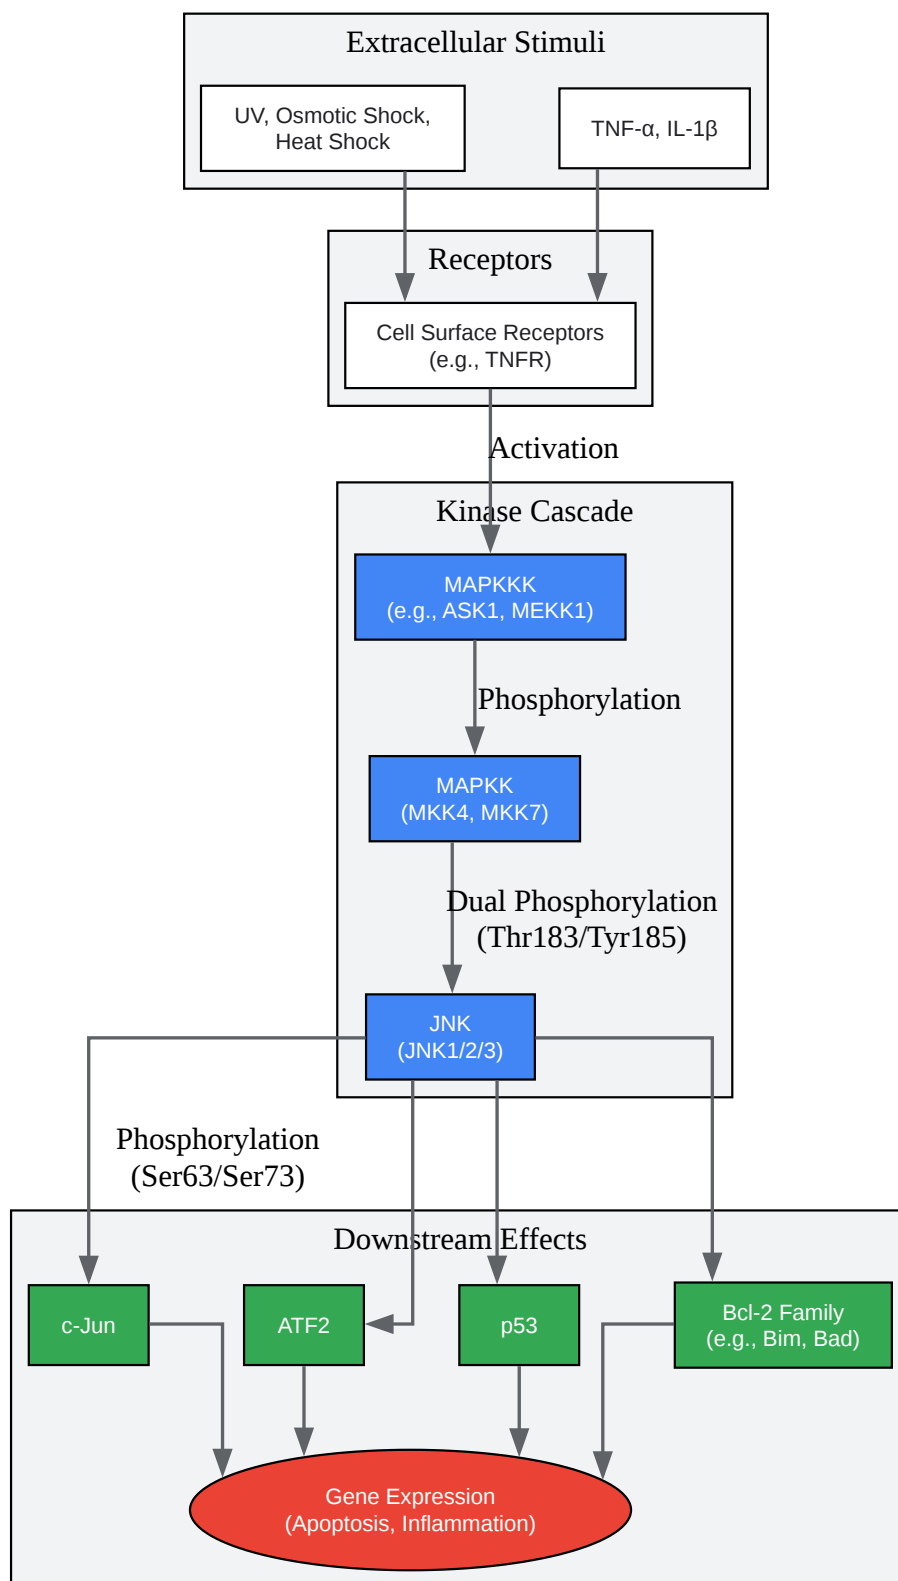 Extracellular Stimuli
UV, Osmotic Shock,
Heat Shock
TNF-α, IL-1β
Receptors
Cell Surface Receptors
(e.g., TNFR)
Activation
Kinase Cascade
MAPKKK
(e.g., ASK1, MEKK1)
Phosphorylation
MAPKK
(MKK4, MKK7)
Dual Phosphorylation
(Thr183/Tyr185)
JNK
(JNK1/2/3)
Phosphorylation
(Ser63/Ser73)
Downstream Effects
c-Jun
ATF2
p53
Bcl-2 Family
(e.g., Bim, Bad)
Gene Expression
(Apoptosis, Inflammation)